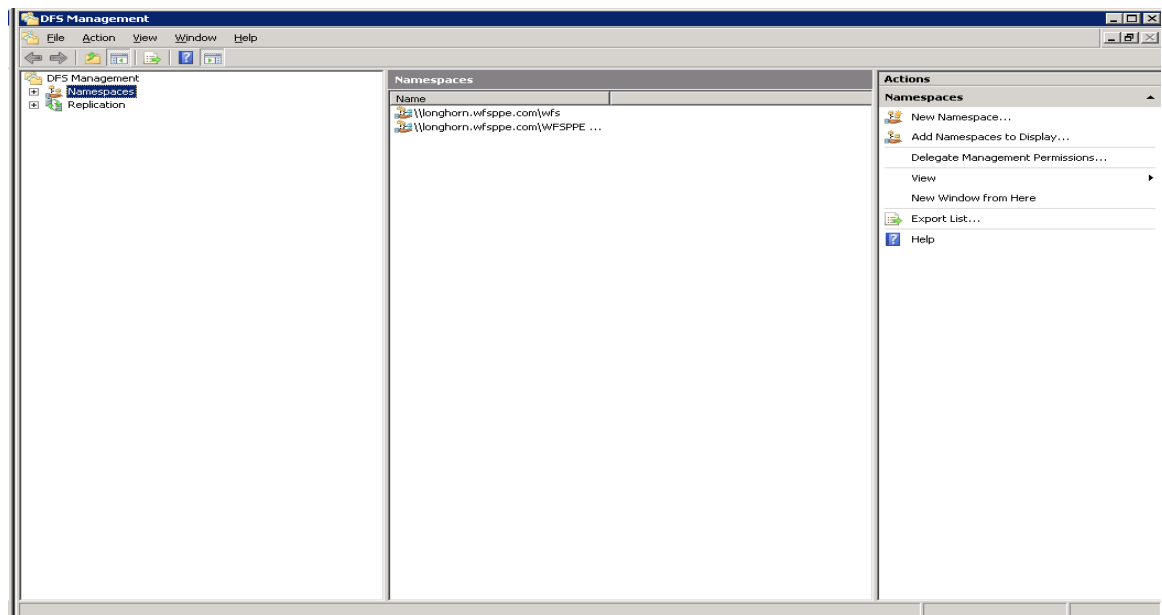 DFS Management
File Action View Window Help
DFS Management
Namespaces
Replication
Namespaces
Name
\\longhorn.wfsppe.com\wfs
\\longhorn.wfsppe.com\WFSPPE ...
Actions
Namespaces
New Namespace...
Add Namespaces to Display...
Delegate Management Permissions...
View
New Window from Here
Export List...
Help